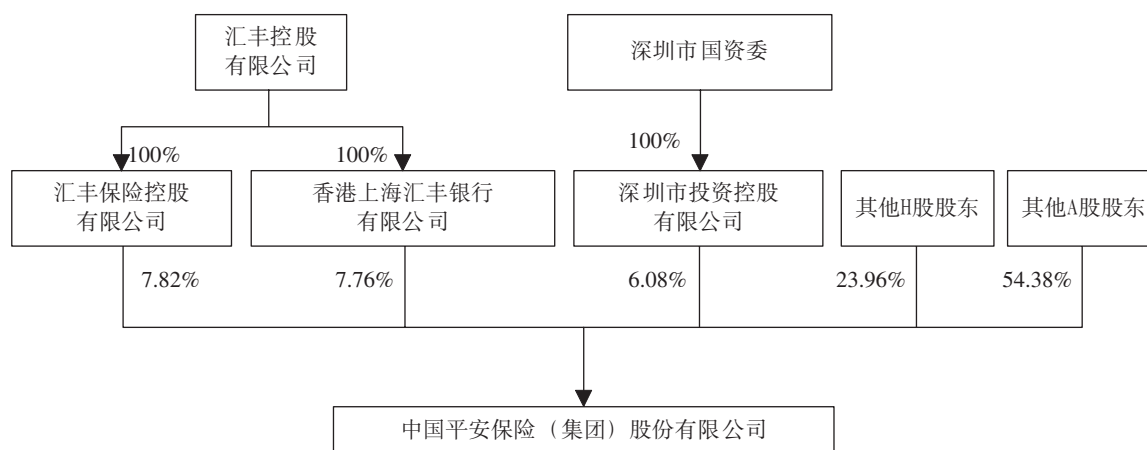 汇丰控股
有限公司
深圳市国资委
100%
100%
100%
汇丰保险控股
有限公司
香港上海汇丰银行
有限公司
深圳市投资控股
有限公司
其他H股股东
其他A股股东
7.82%
7.76%
6.08%
23.96%
54.38%
中国平安保险（集团）股份有限公司